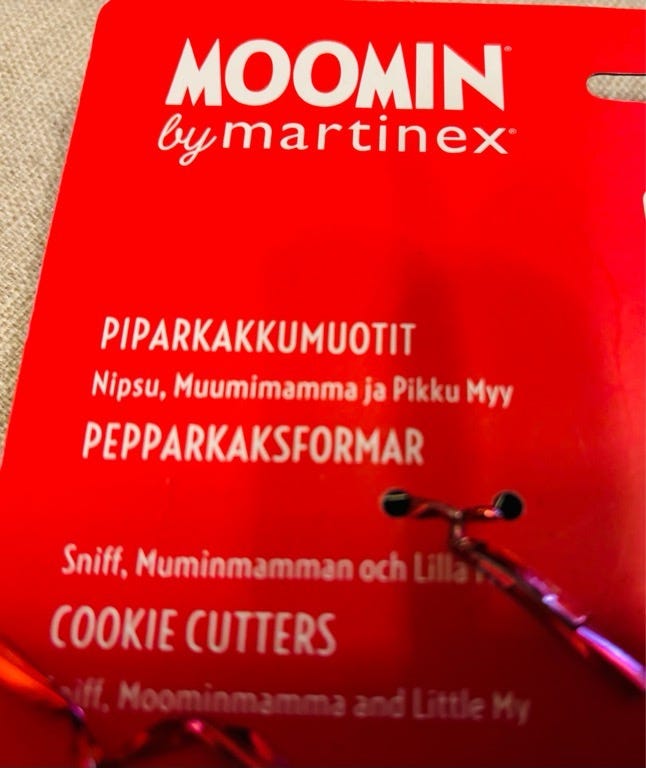 MOOMIN
by martinex
PIPARKAKKUMUOTIT
Nipsu, Muumimamma ja Pikku Myy
PEPPARKAKSFORMAR
Sniff, Muminmamman och Lilla
COOKIE CUTTERS
Moominmamma and Little My